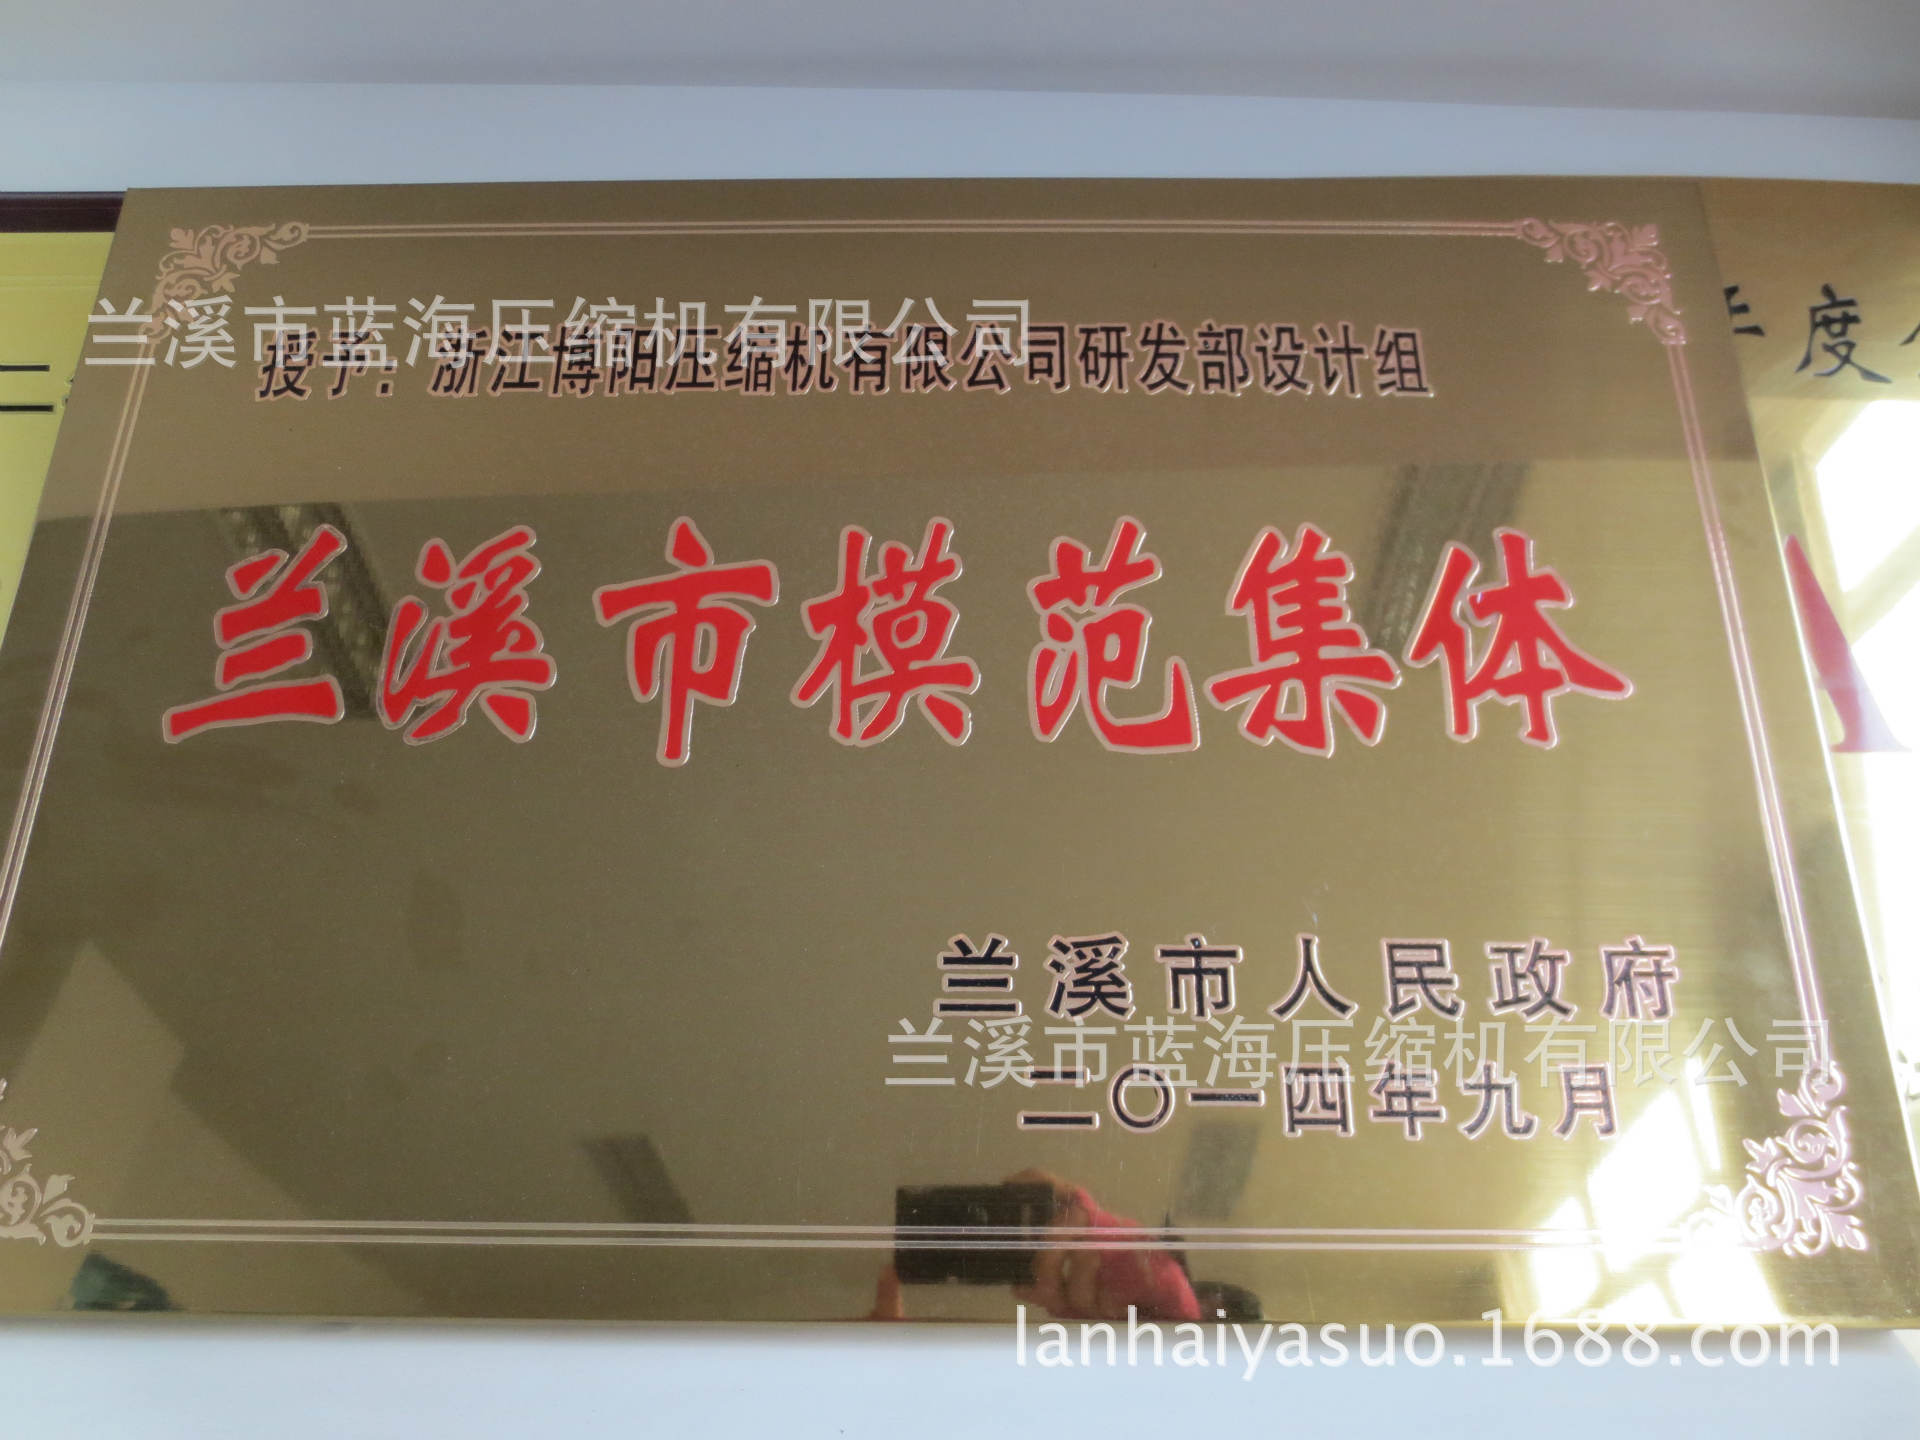 兰溪市蓝海压缩机有限公司
授予：浙江博阳压缩机有限公司研发部设计组
年度
兰溪市模范集体
兰溪市人民政府
兰溪市蓝海压缩机有限公司
二〇一四年九月
lanhaiyasuo.1688.com